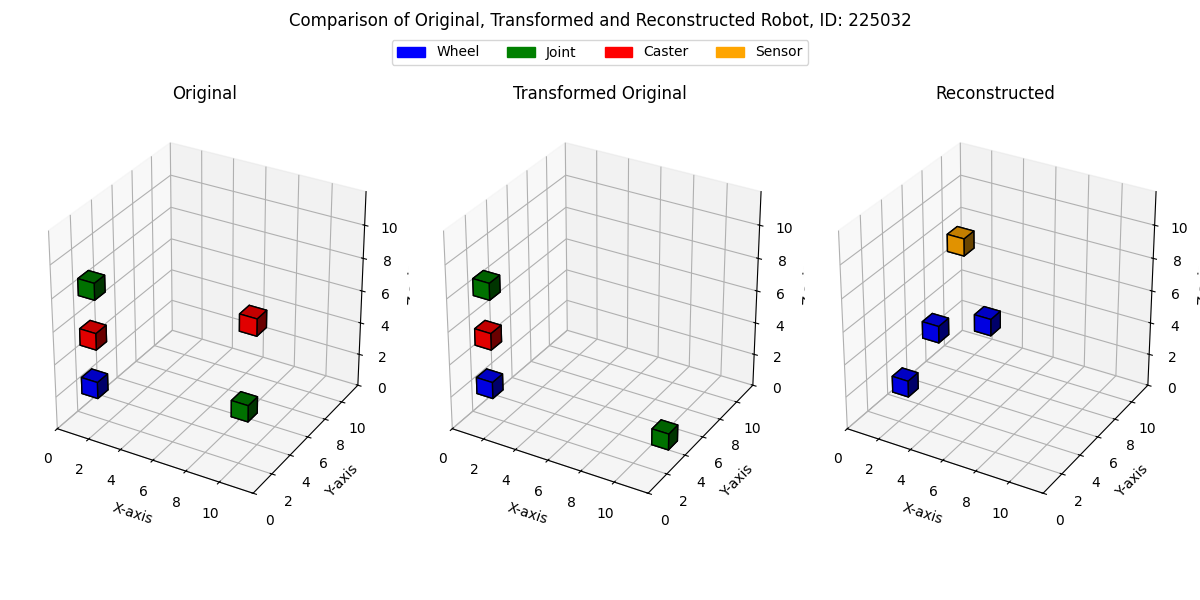 Comparison of Original, Transformed and Reconstructed Robot, ID: 225032
Wheel Joint Caster Sensor
Original
Transformed Original
Reconstructed
0 2 4 6 8 10
X-axis
0 2 4 6 8 10
Y-axis
0 2 4 6 8 10
0 2 4 6 8 10
X-axis
0 2 4 6 8 10
Y-axis
0 2 4 6 8 10
0 2 4 6 8 10
X-axis
0 2 4 6 8 10
Y-axis
0 2 4 6 8 10